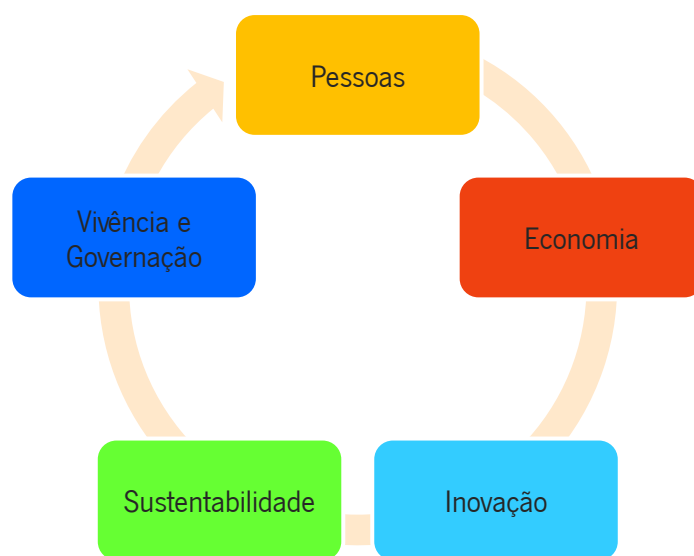 Pessoas
Economia
Inovação
Sustentabilidade
Vivência e
Governação